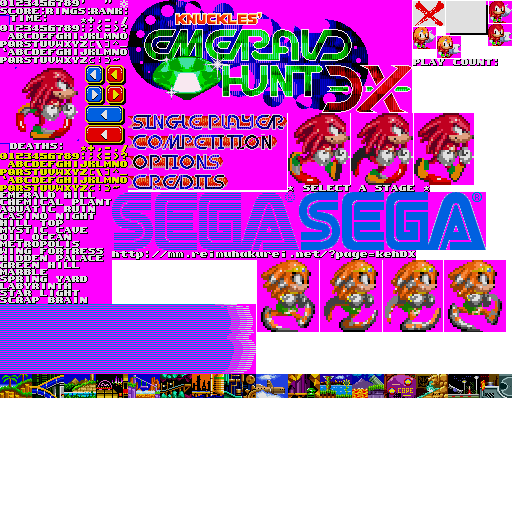 0123456789:
SCORE:RINGS:RANK:
TIME:
0123456789:
ABCDEFGHIJKLMNO
PQRSTUVWXYZ
ABCDEFGHIJKLMNO
PQRSTUVWXYZ
KNUCKLES'
EMERALD
HUNT DX
PLAY COUNT:
SINGLE PLAYER
COMPETITION
OPTIONS
CREDITS
DEATHS:
0123456789:
ABCDEFGHIJKLMNO
PQRSTUVWXYZ
ABCDEFGHIJKLMNO
PQRSTUVWXYZ
* SELECT A STAGE *
EMERALD HILL
CHEMICAL PLANT
AQUATIC RUIN
CASINO NIGHT
HILL TOP
MYSTIC CAVE
OIL OCEAN
METROPOLIS
WING FORTRESS
HIDDEN PALACE
GREEN HILL
MARBLE
SPRING YARD
LABYRINTH
STAR LIGHT
SCRAP BRAIN
SEGA
SEGA
http://mm.reimuhakurei.net/?page=kehDX